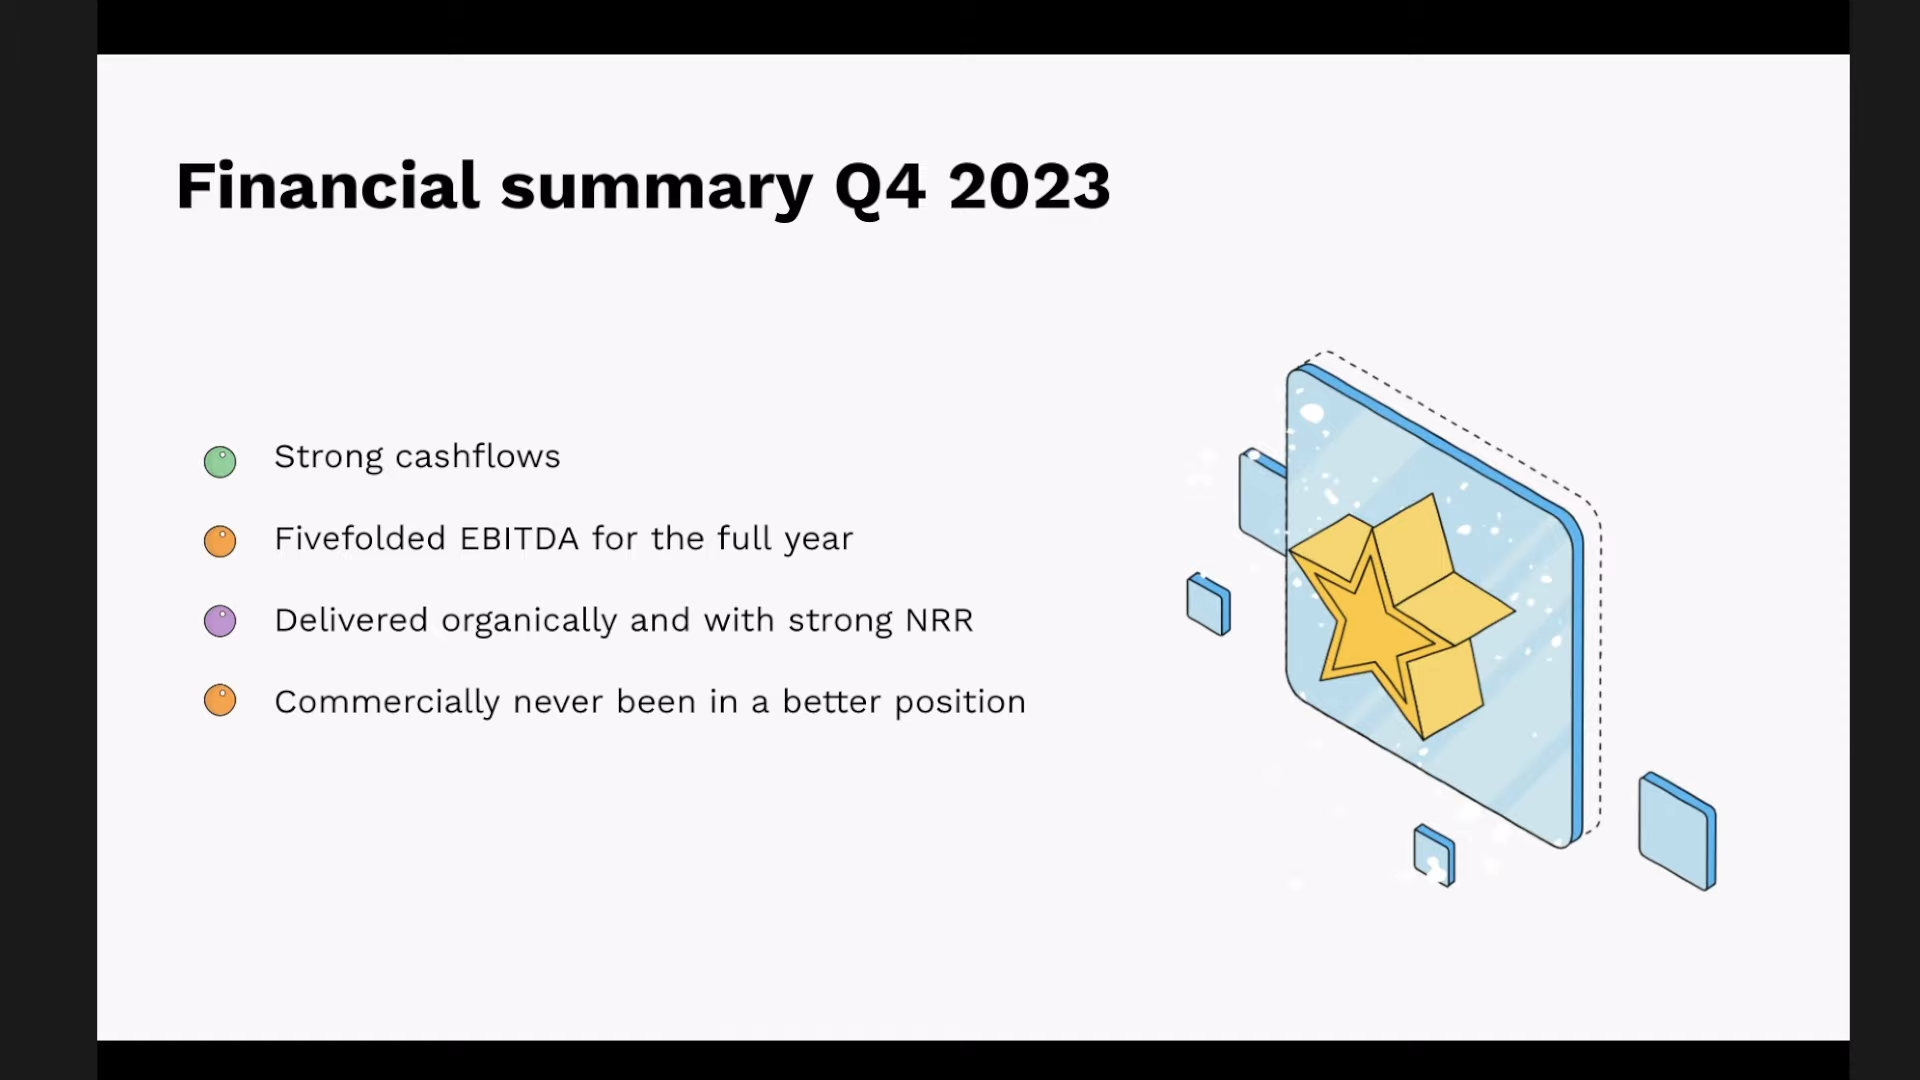 Financial summary Q4 2023
Strong cashflows
Fivefolded EBITDA for the full year
Delivered organically and with strong NRR
Commercially never been in a better position